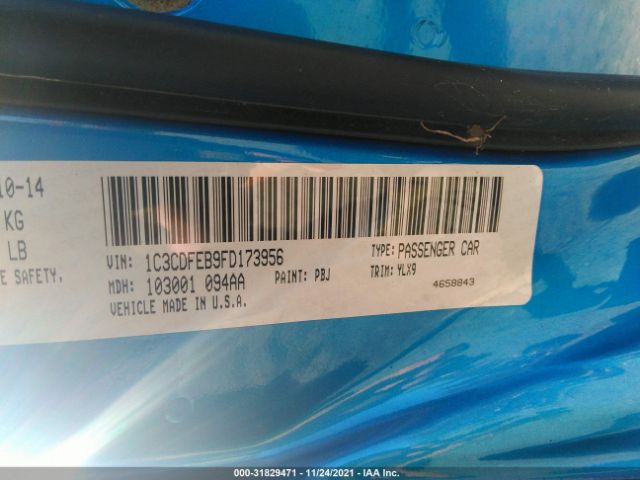 10-14
KG
LB
E SAFETY.
VIN: 1C3CDFEB9FD173956
TYPE: PASSENGER CAR
MDH: 103001 094AA
PAINT: PBJ
TRIM: YLX9
VEHICLE MADE IN U.S.A.
4658843
000-31829471 - 11/24/2021 - IAA Inc.